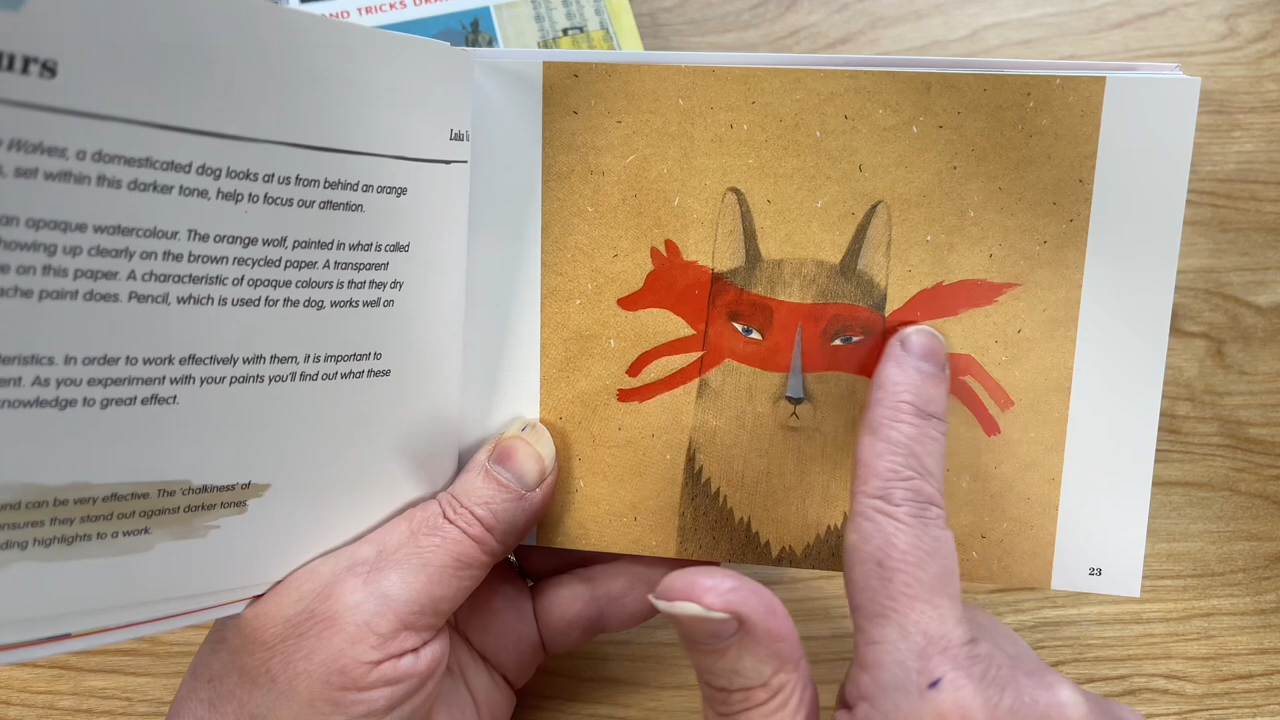 AND TRICKS DRA
urs
Luka V
Wolves, a domesticated dog looks at us from behind an orange
, set within this darker tone, help to focus our attention.
an opaque watercolour. The orange wolf, painted in what is called
howing up clearly on the brown recycled paper. A transparent
e on this paper. A characteristic of opaque colours is that they dry
ache paint does. Pencil, which is used for the dog, works well on
teristics. In order to work effectively with them, it is important to
ent. As you experiment with your paints you'll find out what these
knowledge to great effect.
und can be very effective. The 'chalkiness' of
ensures they stand out against darker tones.
ding highlights to a work.
23